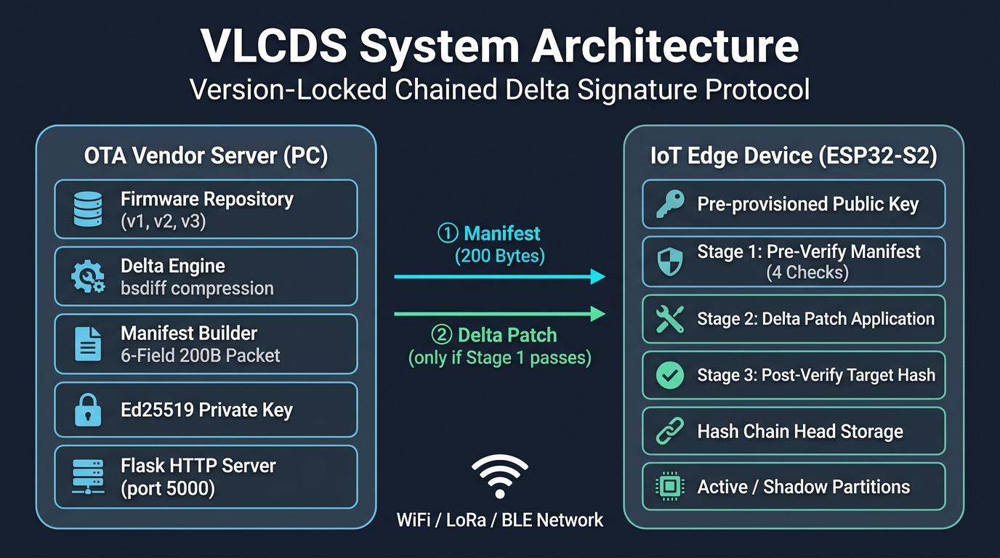 VLCDS System Architecture
Version-Locked Chained Delta Signature Protocol
OTA Vendor Server (PC)
Firmware Repository
(v1, v2, v3)
Delta Engine
bsdiff compression
Manifest Builder
6-Field 200B Packet
Ed25519 Private Key
Flask HTTP Server
(port 5000)
① Manifest
(200 Bytes)
② Delta Patch
(only if Stage 1 passes)
WiFi / LoRa / BLE Network
IoT Edge Device (ESP32-S2)
Pre-provisioned Public Key
Stage 1: Pre-Verify Manifest
(4 Checks)
Stage 2: Delta Patch Application
Stage 3: Post-Verify Target Hash
Hash Chain Head Storage
Active / Shadow Partitions